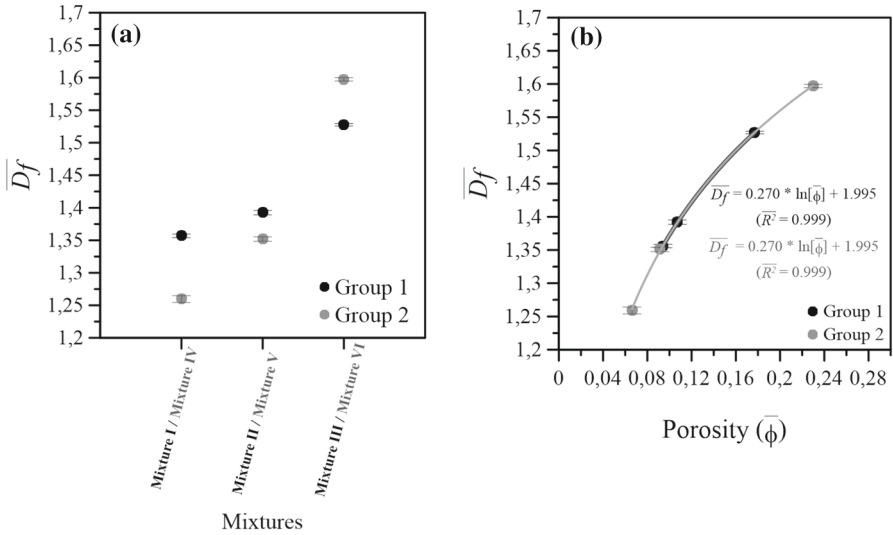 (a)
1,7
1,65
1,6
1,55
1,5
1,45
1,4
1,35
1,3
1,25
1,2
Df
Group 1
Group 2
Mixture I / Mixture IV
Mixture II / Mixture V
Mixture III / Mixture VI
Mixtures
(b)
1,7
1,65
1,6
1,55
1,5
1,45
1,4
1,35
1,3
1,25
1,2
Df
Df = 0.270 * ln[ϕ] + 1.995
(R² = 0.999)
Df = 0.270 * ln[ϕ] + 1.995
(R² = 0.999)
Group 1
Group 2
0 0,04 0,08 0,12 0,16 0,2 0,24 0,28
Porosity (ϕ)